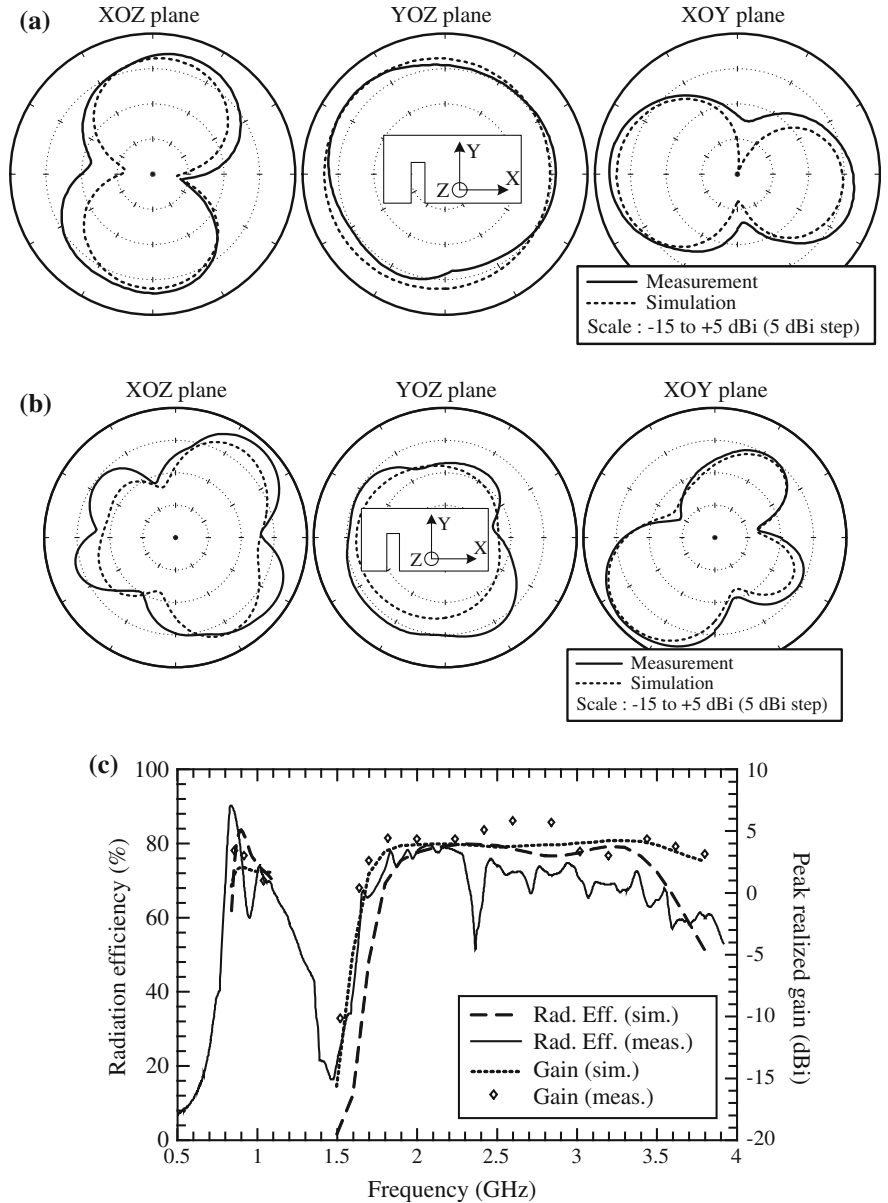 (a)
XOZ plane
YOZ plane
XOY plane
Y
Z
X
Measurement
Simulation
Scale : -15 to +5 dBi (5 dBi step)
(b)
XOZ plane
YOZ plane
XOY plane
Y
Z
X
Measurement
Simulation
Scale : -15 to +5 dBi (5 dBi step)
(c)
100
80
60
40
20
0
Radiation efficiency (%)
10
5
0
-5
-10
-15
-20
Peak realized gain (dBi)
Rad. Eff. (sim.)
Rad. Eff. (meas.)
Gain (sim.)
Gain (meas.)
0.5 1 1.5 2 2.5 3 3.5 4
Frequency (GHz)